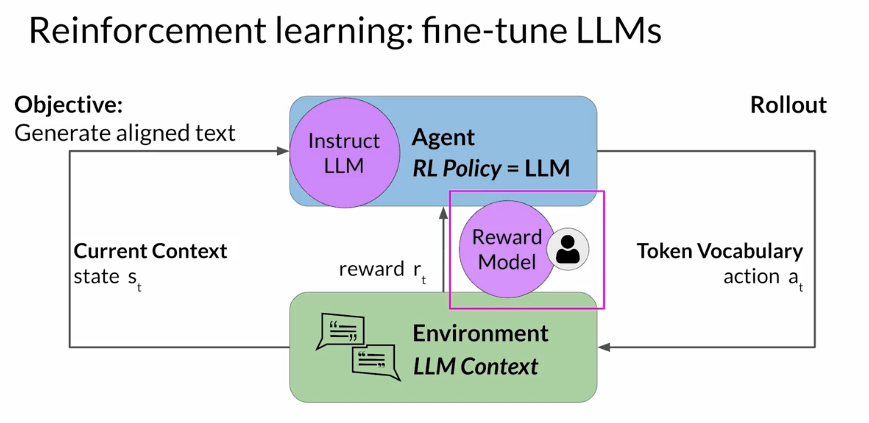 Reinforcement learning: fine-tune LLMs
Objective:
Generate aligned text
Rollout
Instruct
LLM
Agent
RL Policy = LLM
Current Context
state s_t
reward r_t
Reward
Model
Token Vocabulary
action a_t
Environment
LLM Context